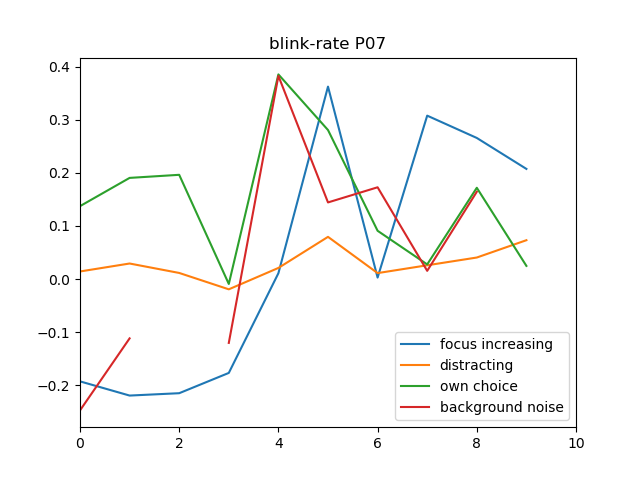 blink-rate P07
0.4
0.3
0.2
0.1
0.0
−0.1
−0.2
0 2 4 6 8 10
focus increasing
distracting
own choice
background noise